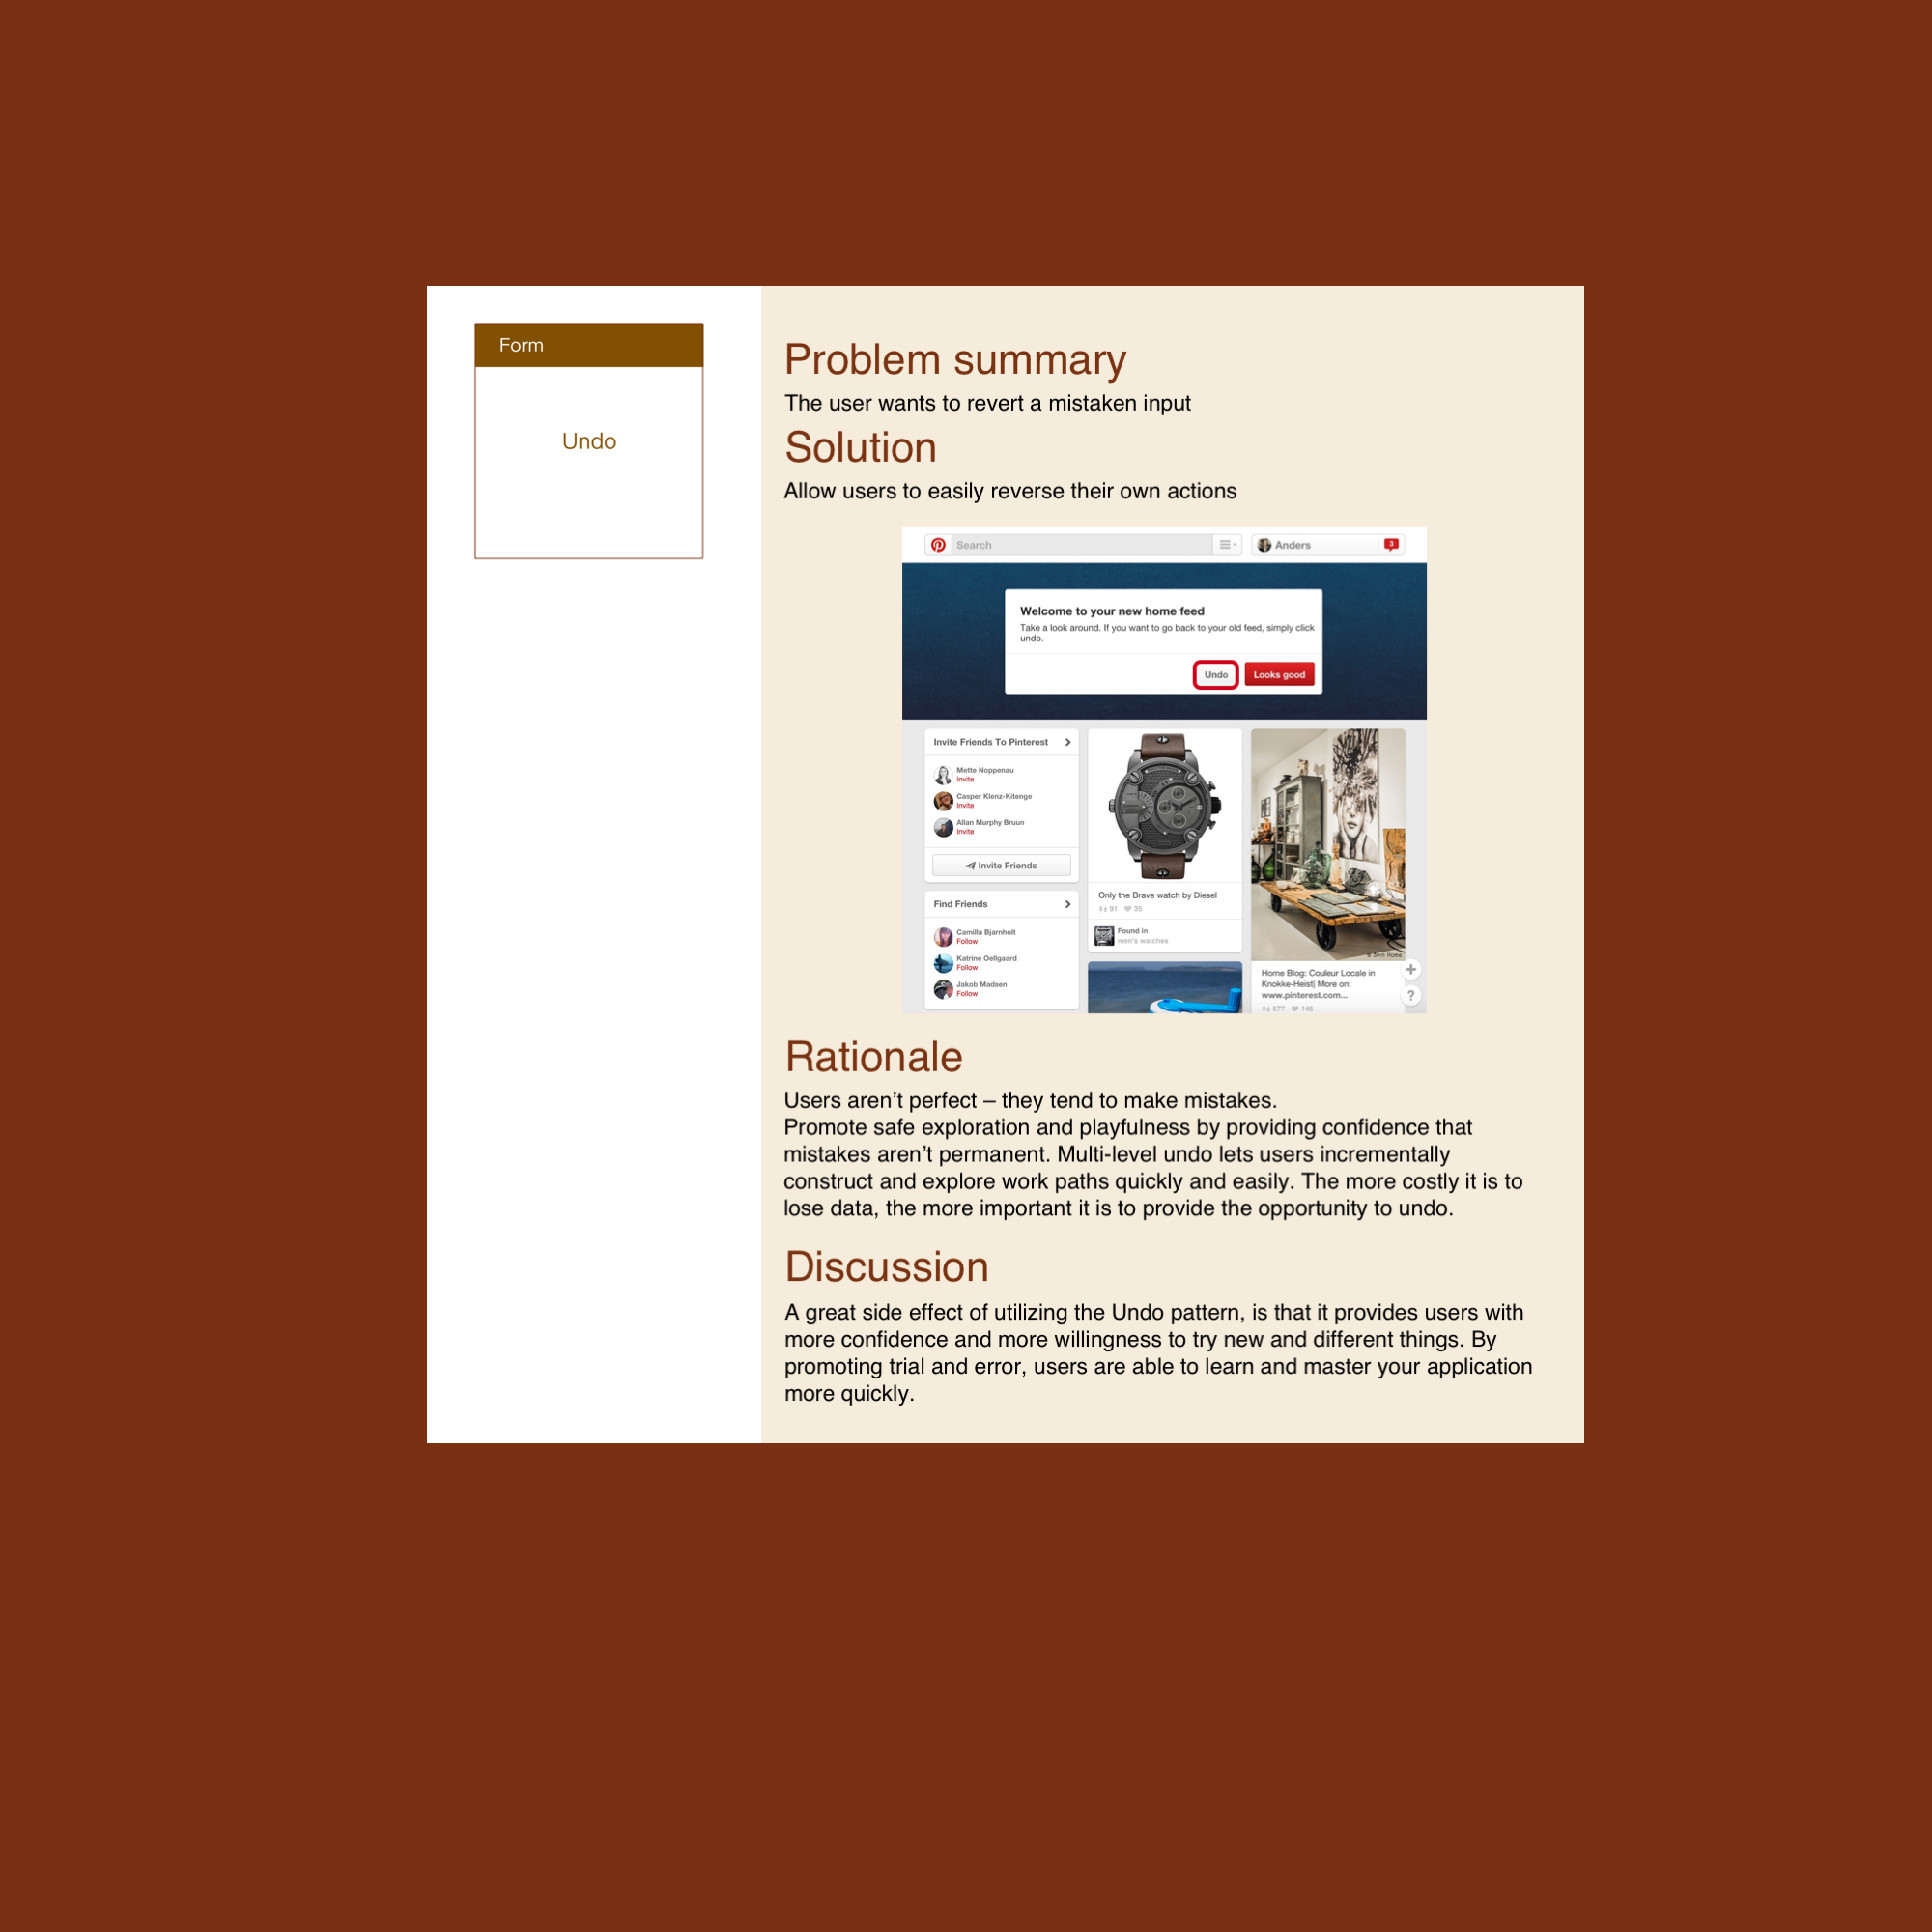 Form
Undo
Problem summary
The user wants to revert a mistaken input
Solution
Allow users to easily reverse their own actions
Search
Anders
3
Welcome to your new home feed
Take a look around. If you want to go back to your old feed, simply click
undo.
Undo
Looks good
Invite Friends To Pinterest
Mette Noppenau
Invite
Casper Klenz-Kitenge
Invite
Allan Murphy Bruun
Invite
Invite Friends
Find Friends
Camilla Bjarnholt
Follow
Katrine Oellgaard
Follow
Jakob Madsen
Follow
Only the Brave watch by Diesel
91 35
Found in
men's watches
Home Blog: Couleur Locale in
Knokke-Heist| More on:
www.pinterest.com...
577 145
?
Rationale
Users aren’t perfect – they tend to make mistakes.
Promote safe exploration and playfulness by providing confidence that
mistakes aren’t permanent. Multi-level undo lets users incrementally
construct and explore work paths quickly and easily. The more costly it is to
lose data, the more important it is to provide the opportunity to undo.
Discussion
A great side effect of utilizing the Undo pattern, is that it provides users with
more confidence and more willingness to try new and different things. By
promoting trial and error, users are able to learn and master your application
more quickly.